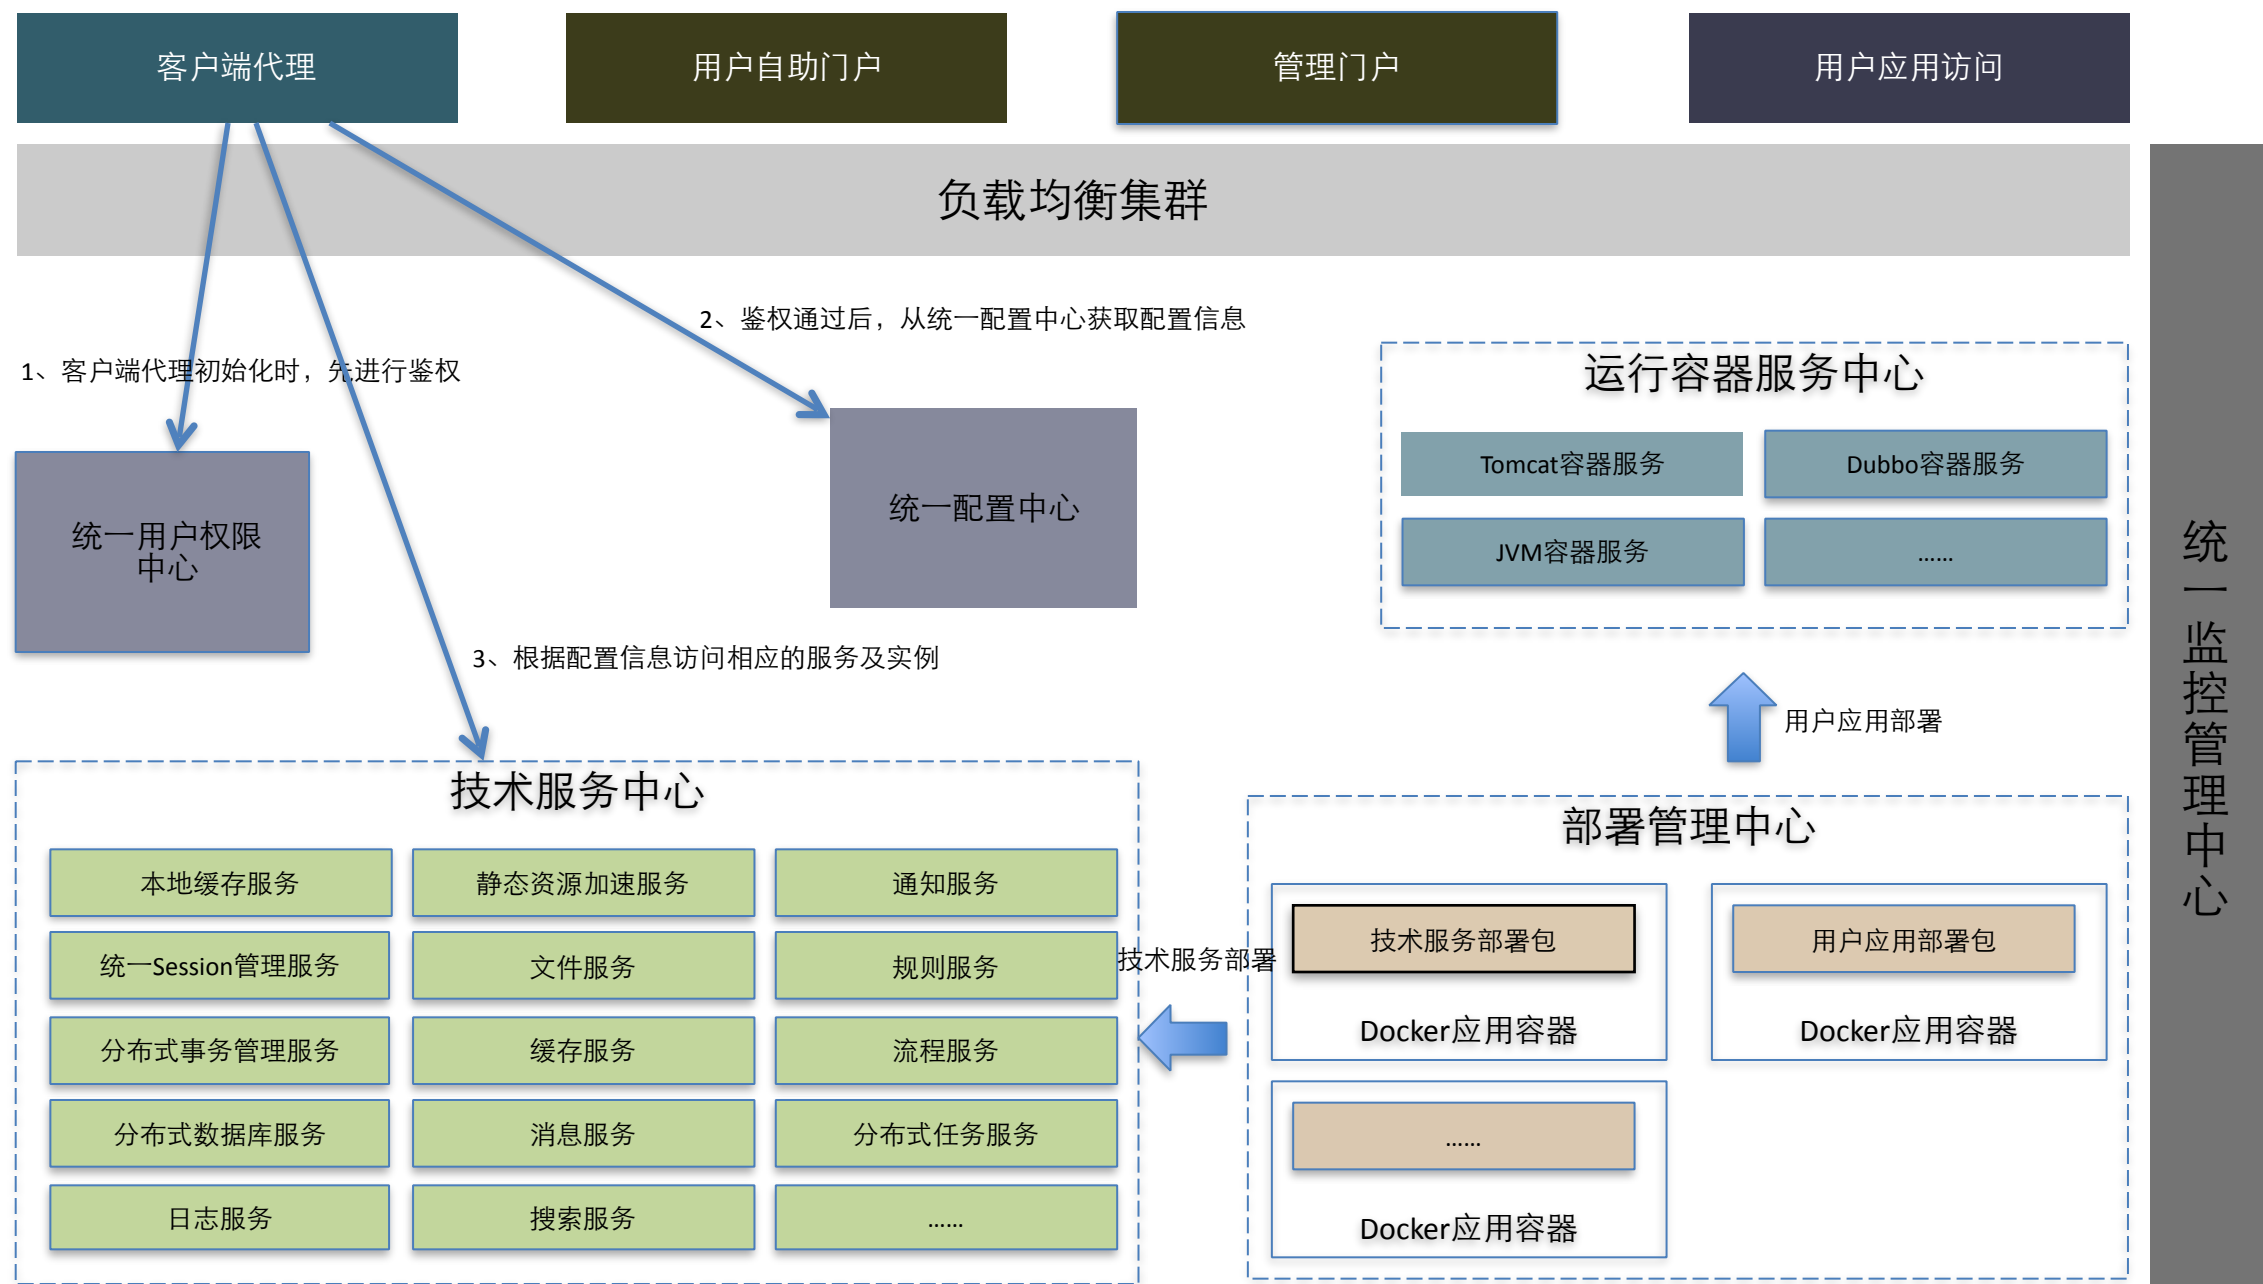 客户端代理
用户自助门户
管理门户
用户应用访问
负载均衡集群
2、鉴权通过后，从统一配置中心获取配置信息
1、客户端代理初始化时，先进行鉴权
统一用户权限
中心
统一配置中心
3、根据配置信息访问相应的服务及实例
运行容器服务中心
Tomcat容器服务
Dubbo容器服务
JVM容器服务
……
用户应用部署
技术服务中心
本地缓存服务
静态资源加速服务
通知服务
统一Session管理服务
文件服务
规则服务
分布式事务管理服务
缓存服务
流程服务
分布式数据库服务
消息服务
分布式任务服务
日志服务
搜索服务
……
技术服务部署
部署管理中心
技术服务部署包
Docker应用容器
用户应用部署包
Docker应用容器
……
Docker应用容器
统一监控管理中心